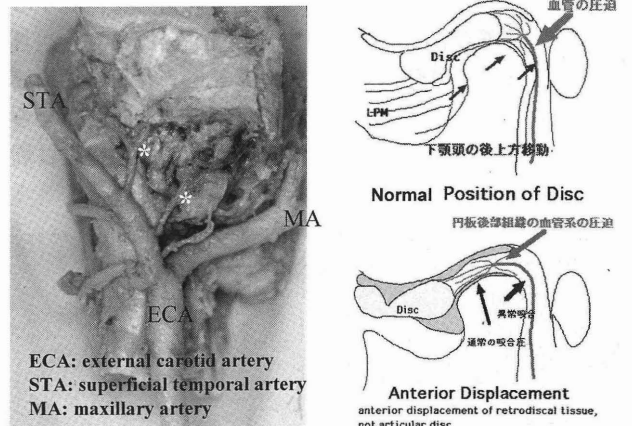 STA
*
*
MA
ECA
ECA: external carotid artery
STA: superficial temporal artery
MA: maxillary artery
血管の圧迫
Disc
LPM
下顎頭の後上方移動
Normal Position of Disc
円板後部組織の血管系の圧迫
Disc
異常咬合
通常の咬合圧
Anterior Displacement
anterior displacement of retrodiscal tissue,
not articular disc